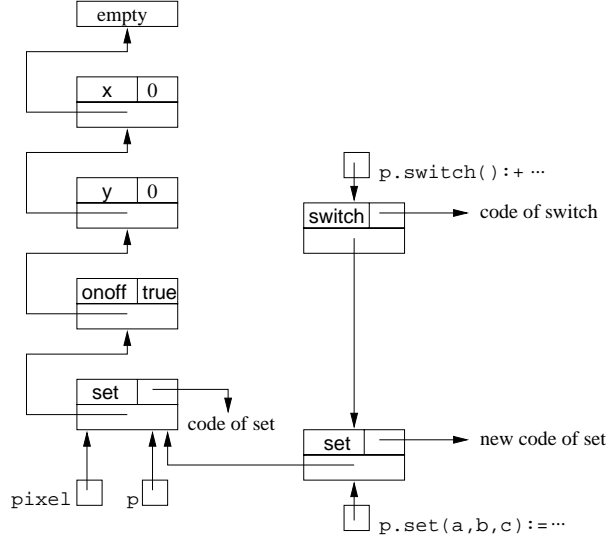 empty
x 0
p.switch():+ ···
y 0
switch
code of switch
onoff true
set
code of set
set
new code of set
pixel
p
p.set(a,b,c):=···